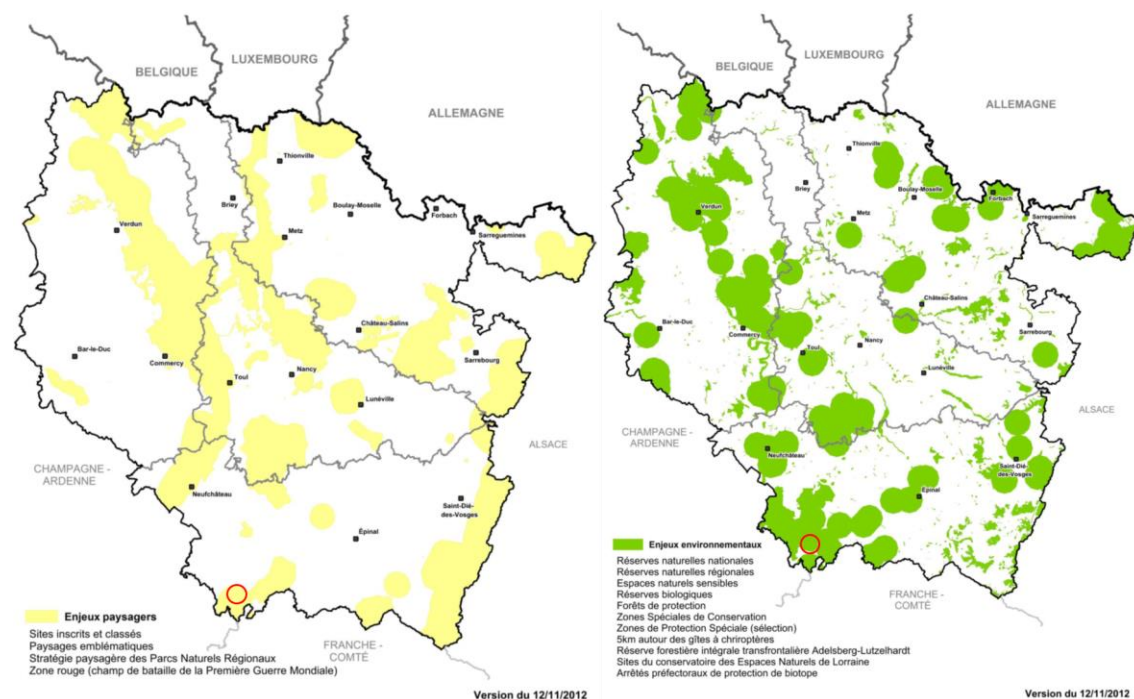 LUXEMBOURG
BELGIQUE
ALLEMAGNE
Thionville
Briey
Boulay-Moselle
Forbach
Verdun
Metz
Sarreguemines
Château-Salins
Bar-le-Duc
Commercy
Sarrebourg
Toul
Nancy
Lunéville
ALSACE
CHAMPAGNE -
ARDENNE
Neufchâteau
Saint-Dié-
des-Vosges
Épinal
Enjeux paysagers
Sites inscrits et classés
Paysages emblématiques
Stratégie paysagère des Parcs Naturels Régionaux
Zone rouge (champ de bataille de la Première Guerre Mondiale)
FRANCHE -
COMTÉ
Version du 12/11/2012
LUXEMBOURG
BELGIQUE
ALLEMAGNE
Thionville
Briey
Boulay-Moselle
Forbach
Verdun
Metz
Sarreguemines
Château-Salins
Bar-le-Duc
Commercy
Sarrebourg
Toul
Nancy
Lunéville
ALSACE
CHAMPAGNE -
ARDENNE
Neufchâteau
Saint-Dié-
des-Vosges
Épinal
Enjeux environnementaux
Réserves naturelles nationales
Réserves naturelles régionales
Espaces naturels sensibles
Réserves biologiques
Forêts de protection
Zones Spéciales de Conservation
Zones de Protection Spéciale (sélection)
5km autour des gîtes à chriroptères
Réserve forestière intégrale transfrontalière Adelsberg-Lutzelhardt
Sites du conservatoire des Espaces Naturels de Lorraine
Arrêtés préfectoraux de protection de biotope
FRANCHE -
COMTÉ
Version du 12/11/2012